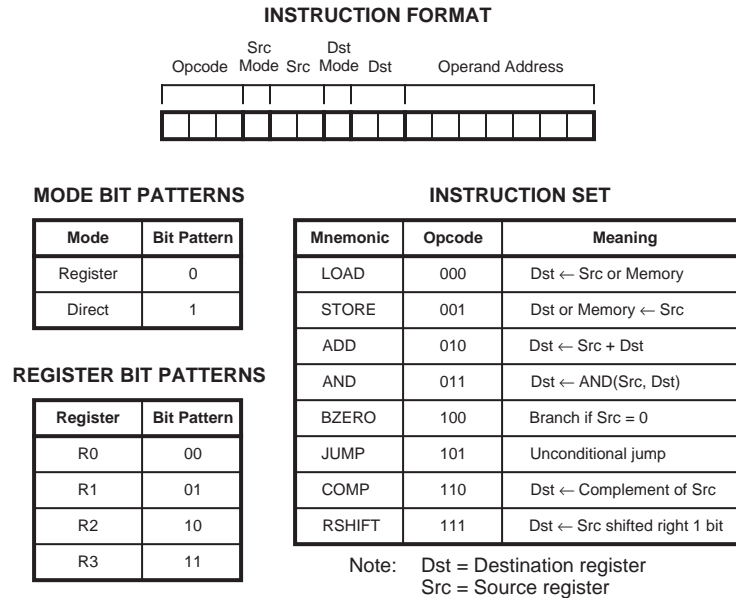 INSTRUCTION FORMAT
Opcode Src Mode Src Dst Mode Dst Operand Address
MODE BIT PATTERNS
Mode Bit Pattern
Register 0
Direct 1
REGISTER BIT PATTERNS
Register Bit Pattern
R0 00
R1 01
R2 10
R3 11
INSTRUCTION SET
Mnemonic Opcode Meaning
LOAD 000 Dst ← Src or Memory
STORE 001 Dst or Memory ← Src
ADD 010 Dst ← Src + Dst
AND 011 Dst ← AND(Src, Dst)
BZERO 100 Branch if Src = 0
JUMP 101 Unconditional jump
COMP 110 Dst ← Complement of Src
RSHIFT 111 Dst ← Src shifted right 1 bit
Note: Dst = Destination register
Src = Source register